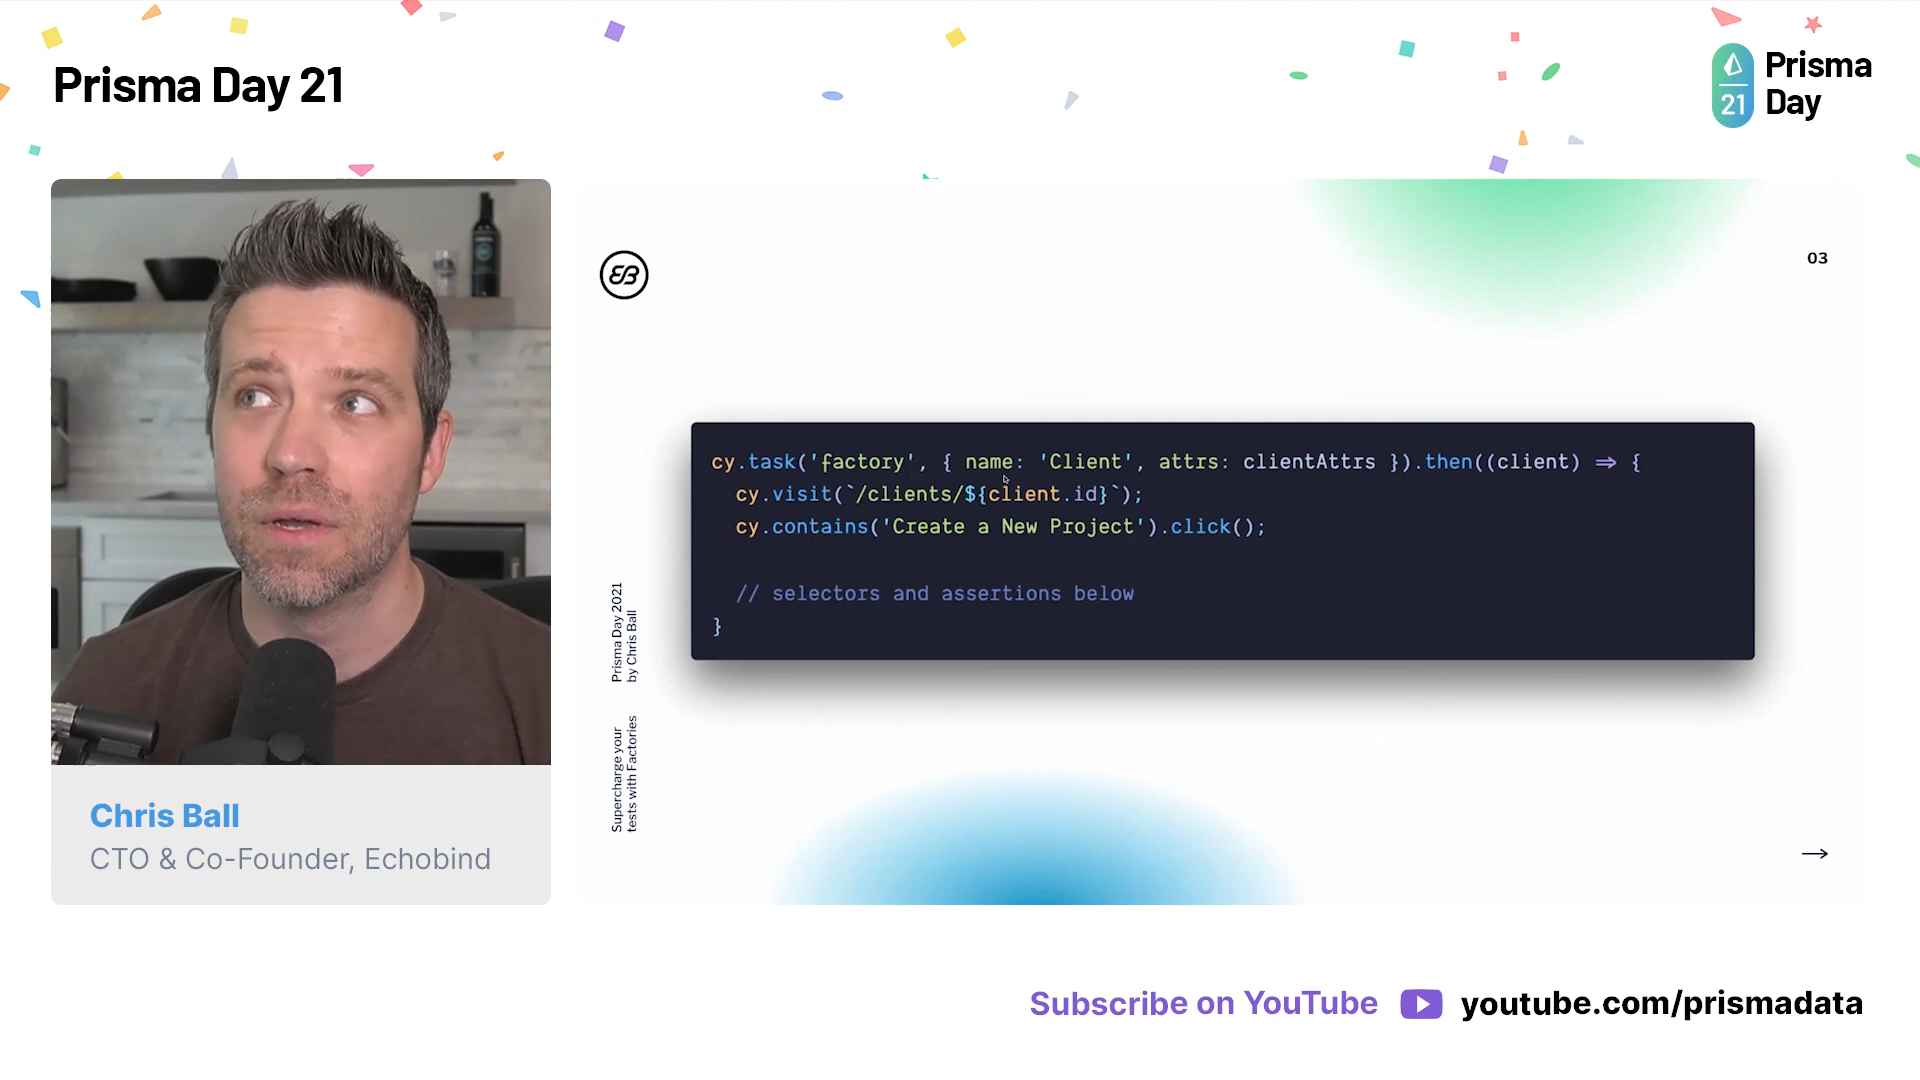 Prisma Day 21
21
Prisma
Day
EB
03
cy.task('factory', { name: 'Client', attrs: clientAttrs }).then((client) => {
  cy.visit(`/clients/${client.id}`);
  cy.contains('Create a New Project').click();
  // selectors and assertions below
}
Prisma Day 2021
by Chris Ball
Supercharge your
tests with Factories
Chris Ball
CTO & Co-Founder, Echobind
Subscribe on YouTube
youtube.com/prismadata